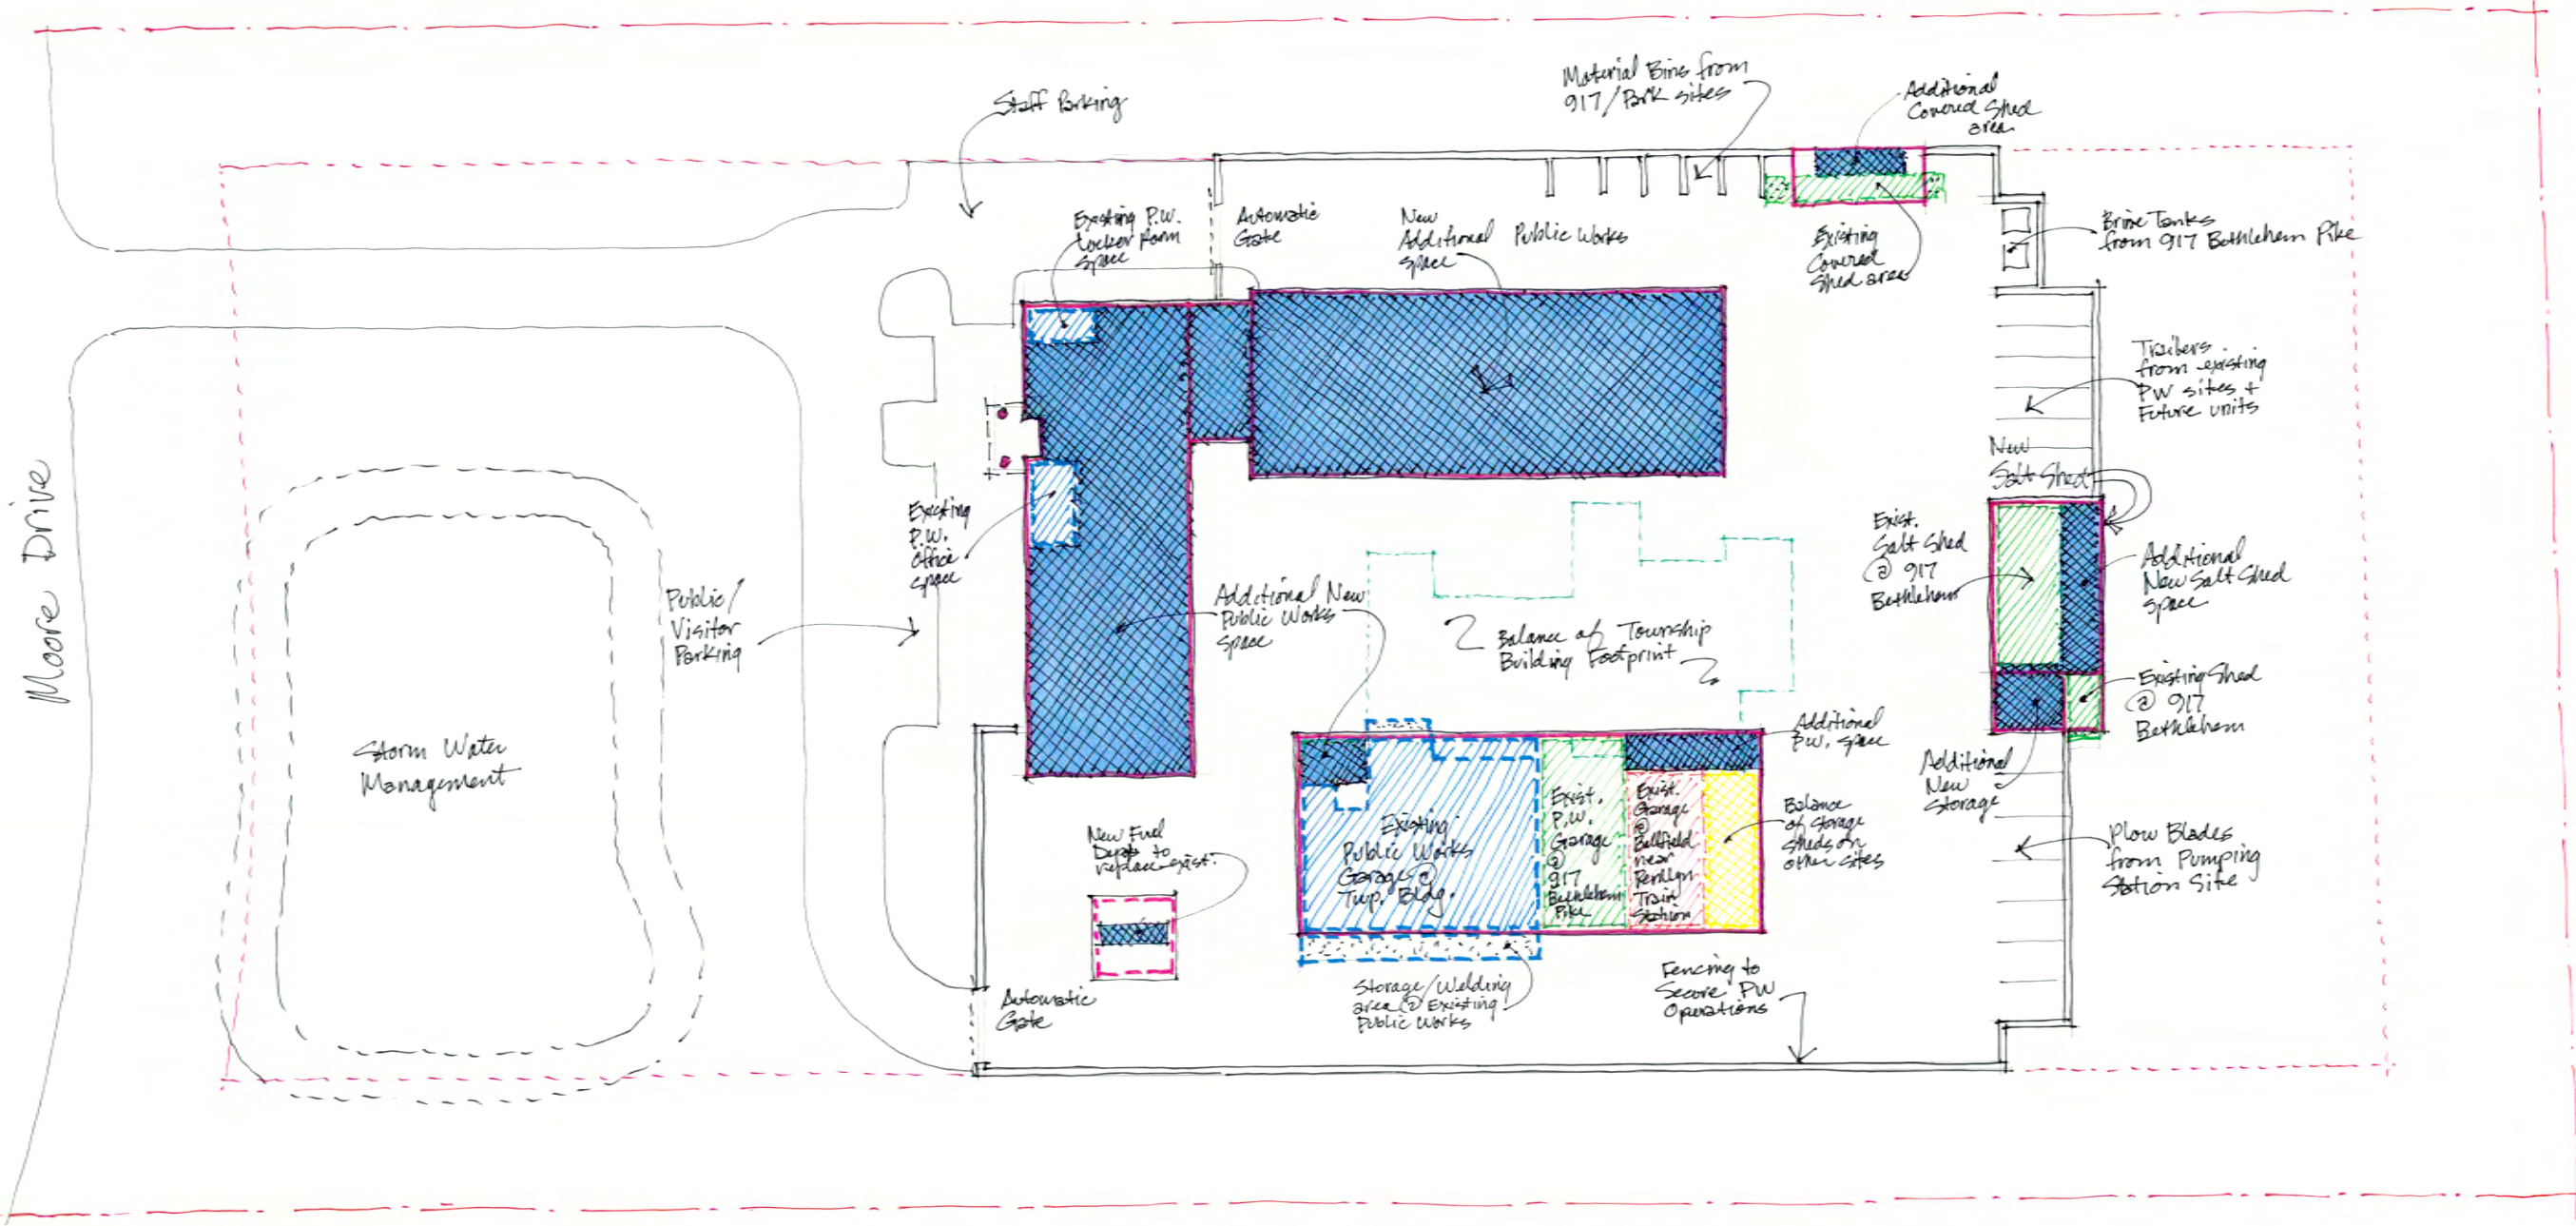 Staff Parking
Material Bins from
917/Park sites
Additional
Covered Shed
area
Existing P.W.
Locker Room
Space
Automatic
Gate
New
Additional Public Works
Space
Existing
Covered
Shed area
Brine Tanks
from 917 Bethlehem Pike
Trailers
from existing
PW sites +
Future units
New
Salt Shed
Exist.
Salt Shed
@ 917
Bethlehem
Additional
New Salt Shed
Space
Existing Shed
@ 917
Bethlehem
Additional
New
Storage
Plow Blades
from Pumping
Station Site
Moore Drive
Storm Water
Management
Public/
Visitor
Parking
Existing
P.W.
Office
Space
Additional New
Public Works
Space
Balance of Township
Building Footprint
Additional
P.W. Space
New Fuel
to
replace exist.
Existing
Public Works
Garage @
Twp. Bldg.
Exist.
P.W.
Garage
@
917
Bethlehem
Pike
Exist.
Garage
@
Ballfield
near
Penllyn
Train
Station
Balance
of Storage
Sheds on
other sites
Storage/Welding
area @ Existing
Public Works
Fencing to
Secure PW
Operations
Automatic
Gate